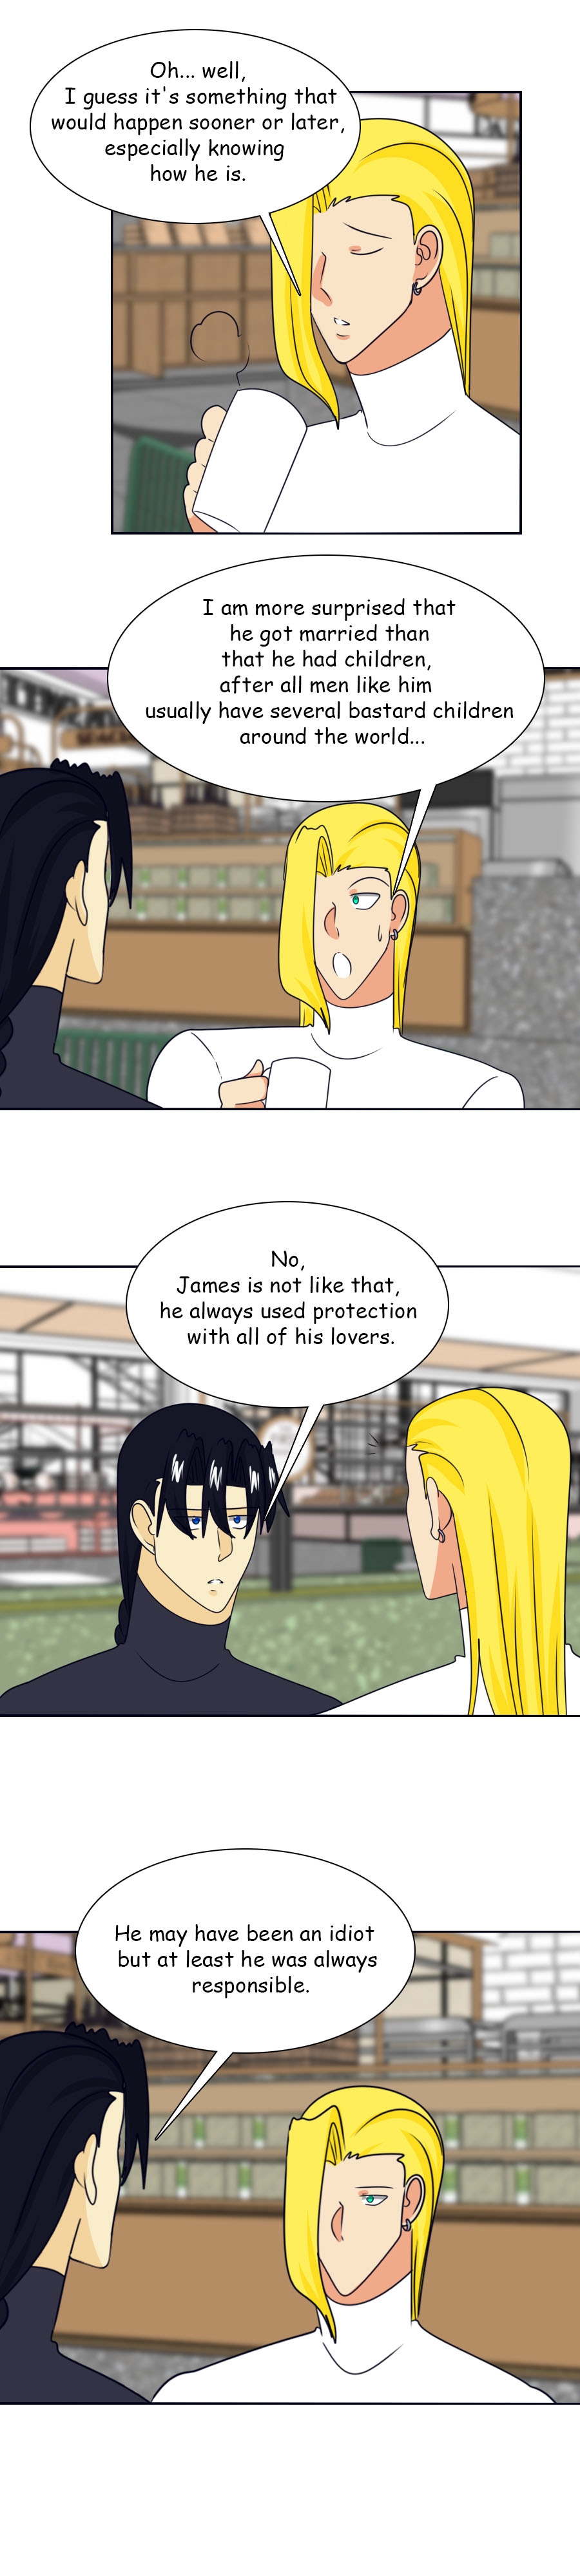 Oh... well,
I guess it's something that
would happen sooner or later,
especially knowing
how he is.
I am more surprised that
he got married than
that he had children,
after all men like him
usually have several bastard children
around the world...
No,
James is not like that,
he always used protection
with all of his lovers.
He may have been an idiot
but at least he was always
responsible.